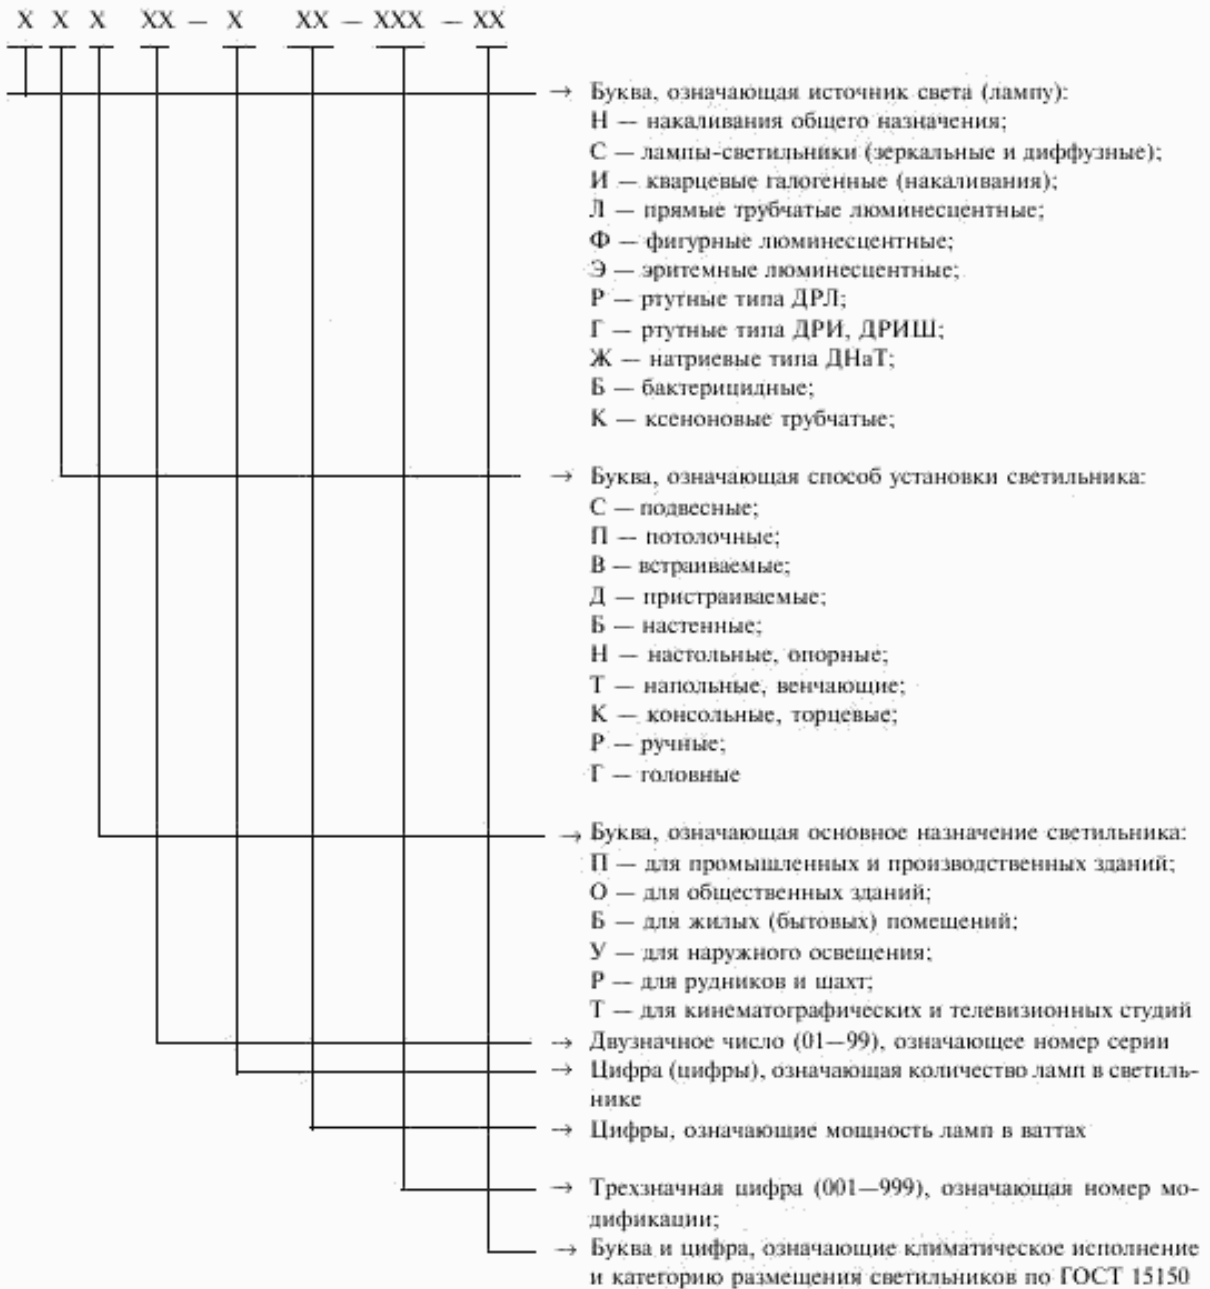 X X X XX – X XX – XXX – XX
→ Буква, означающая источник света (лампу):
Н — накаливания общего назначения;
С — лампы-светильники (зеркальные и диффузные);
И — кварцевые галогенные (накаливания);
Л — прямые трубчатые люминесцентные;
Ф — фигурные люминесцентные;
Э — эритемные люминесцентные;
Р — ртутные типа ДРЛ;
Г — ртутные типа ДРИ, ДРИШ;
Ж — натриевые типа ДНаТ;
Б — бактерицидные;
К — ксеноновые трубчатые;
→ Буква, означающая способ установки светильника:
С — подвесные;
П — потолочные;
В — встраиваемые;
Д — пристраиваемые;
Б — настенные;
Н — настольные, опорные;
Т — напольные, венчающие;
К — консольные, торцевые;
Р — ручные;
Г — головные
→ Буква, означающая основное назначение светильника:
П — для промышленных и производственных зданий;
О — для общественных зданий;
Б — для жилых (бытовых) помещений;
У — для наружного освещения;
Р — для рудников и шахт;
Т — для кинематографических и телевизионных студий
→ Двузначное число (01—99), означающее номер серии
→ Цифра (цифры), означающая количество ламп в светиль-
нике
→ Цифры, означающие мощность ламп в ваттах
→ Трехзначная цифра (001—999), означающая номер мо-
дификации;
→ Буква и цифра, означающие климатическое исполнение
и категорию размещения светильников по ГОСТ 15150